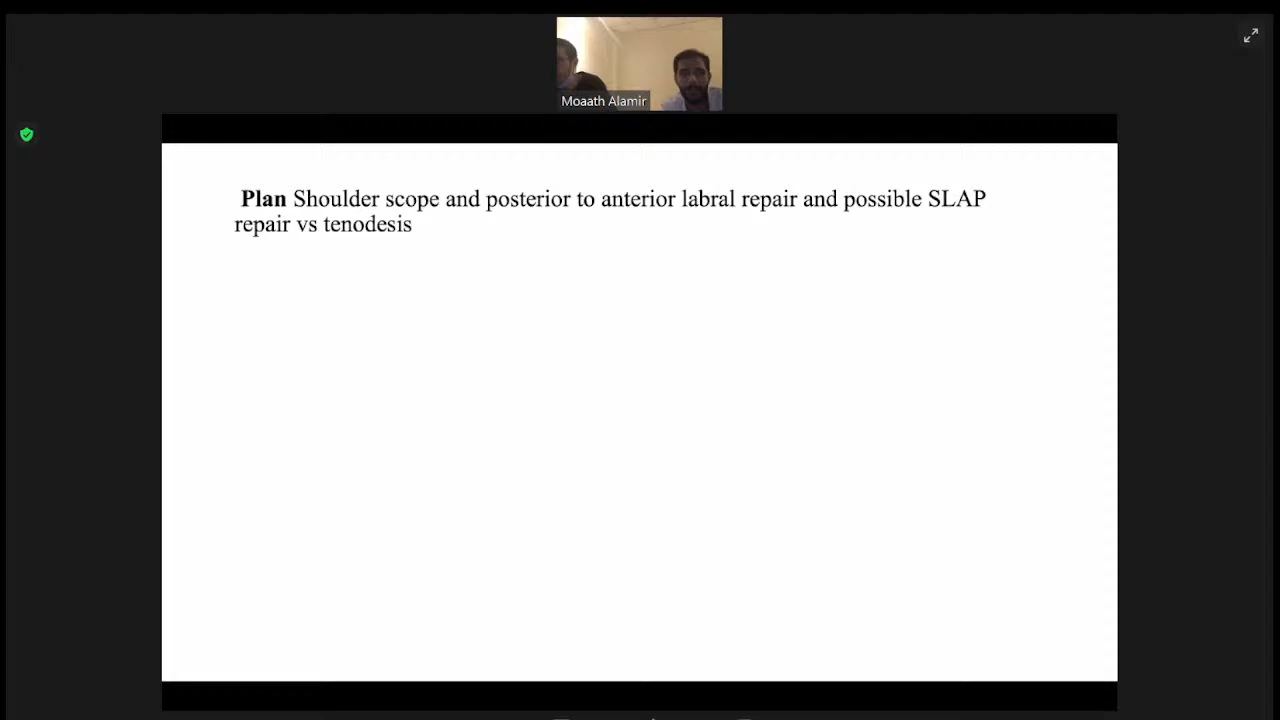 Moaath Alamir
Plan Shoulder scope and posterior to anterior labral repair and possible SLAP
repair vs tenodesis